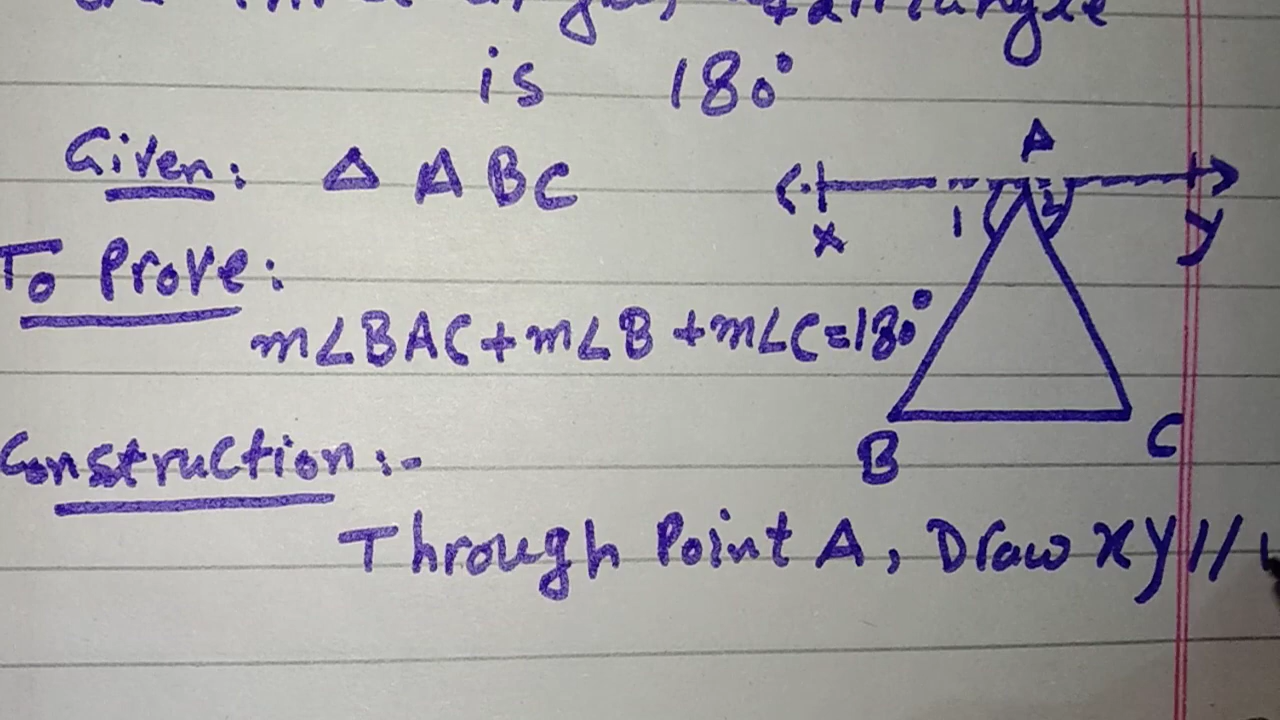 is 180°
Given: △ ABC
To Prove:
m∠BAC+m∠B+m∠C=180°
Construction:-
Through Point A, Draw xy//
A
1 2
x y
B C